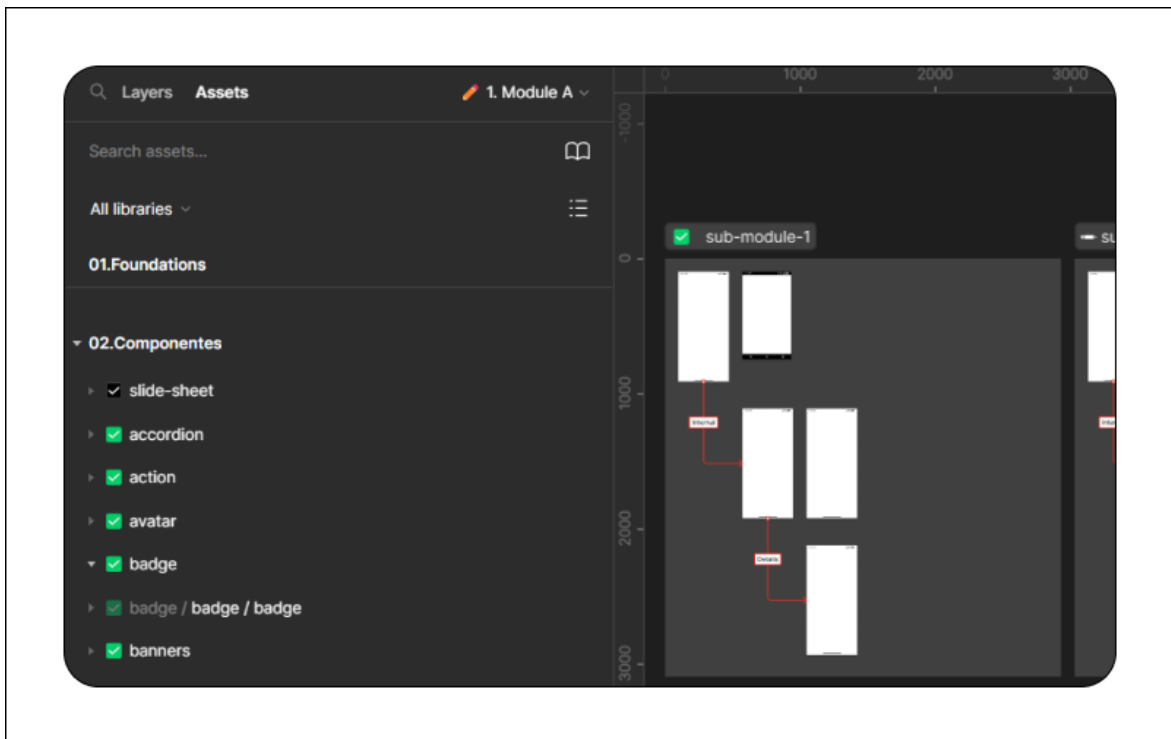 Layers Assets 1. Module A
Search assets...
All libraries
01.Foundations
02.Componentes
slide-sheet
accordion
action
avatar
badge
badge / badge / badge
banners
0 1000 2000 3000
-1000
0
1000
2000
3000
sub-module-1
Internal
Details